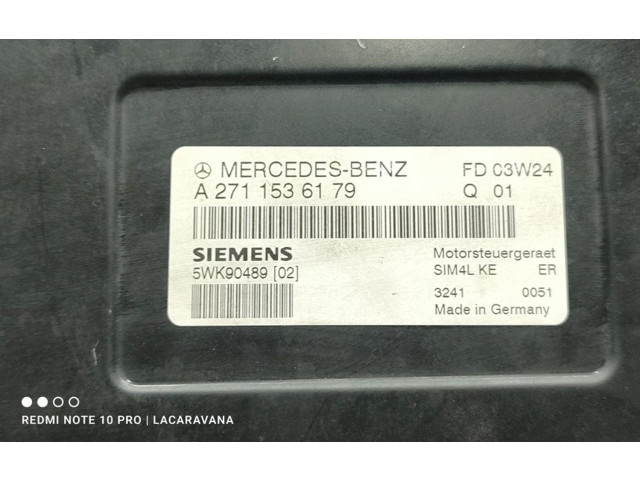 MERCEDES-BENZ FD 03W24
A 271 153 61 79 Q 01
SIEMENS Motorsteuergeraet
5WK90489 [02] SIM4L KE ER
3241 0051
Made in Germany
REDMI NOTE 10 PRO | LACARAVANA